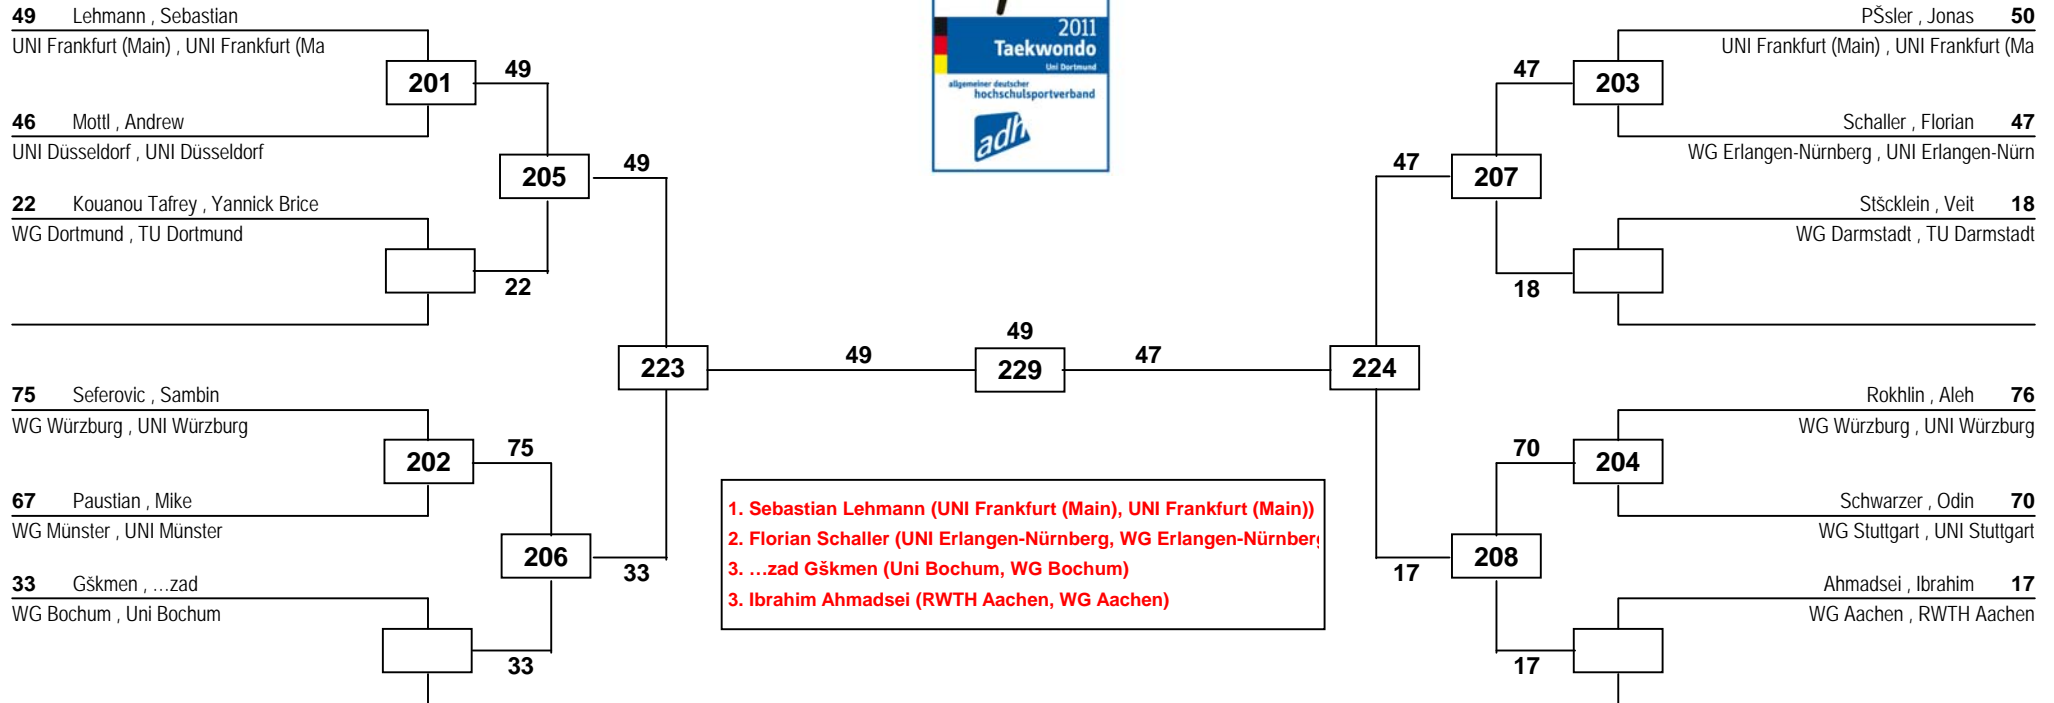 49 Lehmann , Sebastian
UNI Frankfurt (Main) , UNI Frankfurt (Ma
201
49
46 Mottl , Andrew
UNI Düsseldorf , UNI Düsseldorf
205
49
22 Kouanou Tafrey , Yannick Brice
WG Dortmund , TU Dortmund
22
223
49
75 Seferovic , Sambin
WG Würzburg , UNI Würzburg
202
75
67 Paustian , Mike
WG Münster , UNI Münster
206
33
33 Gškmen , …zad
WG Bochum , Uni Bochum
33
2011
Taekwondo
Uni Dortmund
allgemeiner deutscher
hochschulsportverband
adh
49
229
47
1. Sebastian Lehmann (UNI Frankfurt (Main), UNI Frankfurt (Main))
2. Florian Schaller (UNI Erlangen-Nürnberg, WG Erlangen-Nürnberg
3. …zad Gškmen (Uni Bochum, WG Bochum)
3. Ibrahim Ahmadsei (RWTH Aachen, WG Aachen)
PŠsler , Jonas 50
UNI Frankfurt (Main) , UNI Frankfurt (Ma
47
203
Schaller , Florian 47
WG Erlangen-Nürnberg , UNI Erlangen-Nürn
47
207
Stšcklein , Veit 18
WG Darmstadt , TU Darmstadt
18
224
Rokhlin , Aleh 76
WG Würzburg , UNI Würzburg
70
204
Schwarzer , Odin 70
WG Stuttgart , UNI Stuttgart
17
208
Ahmadsei , Ibrahim 17
WG Aachen , RWTH Aachen
17